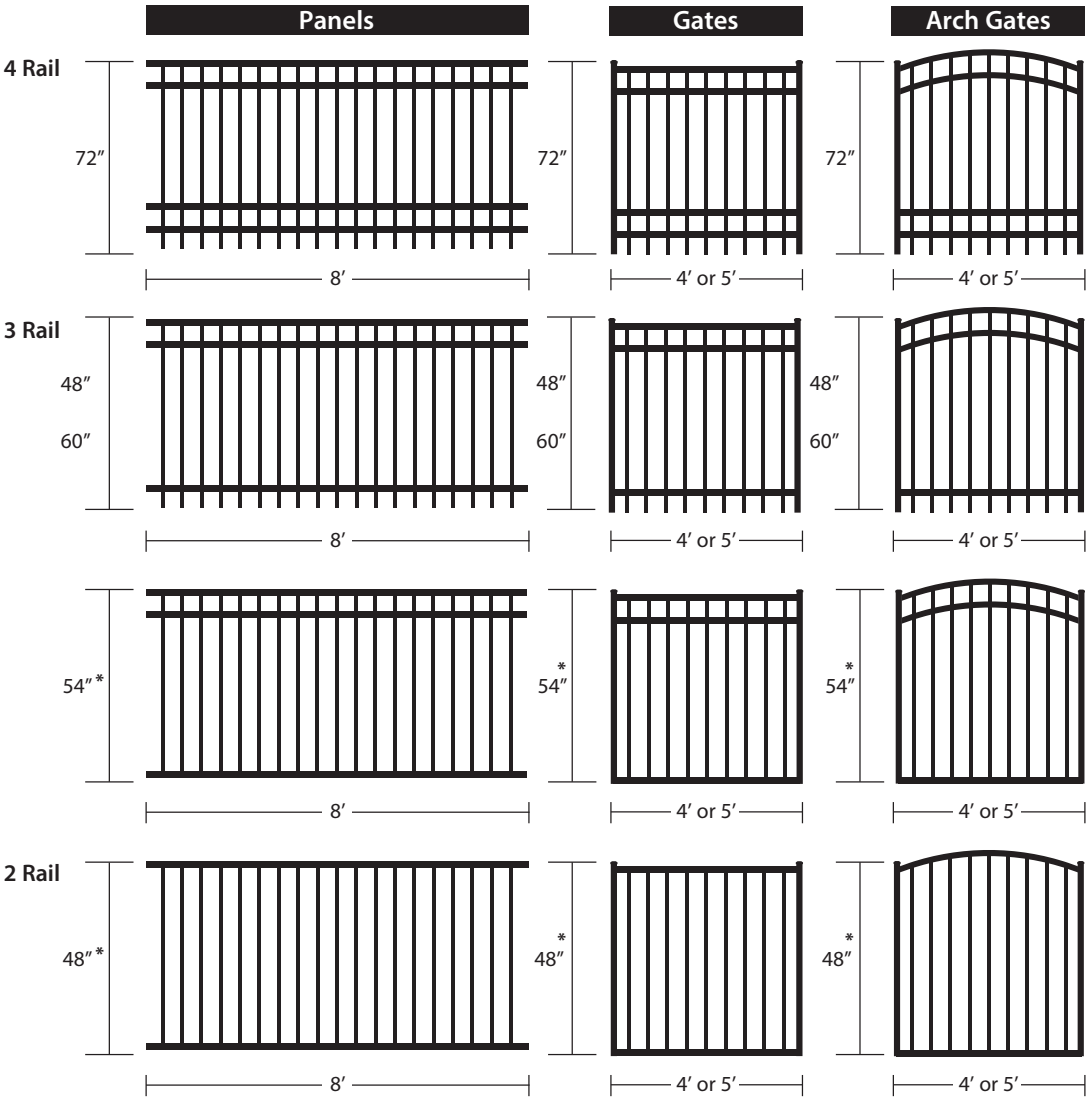 Panels Gates Arch Gates
4 Rail
72” 72” 72”
8’ 4’ or 5’ 4’ or 5’
3 Rail
48” 48” 48”
60” 60” 60”
8’ 4’ or 5’ 4’ or 5’
54”* 54”* 54”*
8’ 4’ or 5’ 4’ or 5’
2 Rail
48”* 48”* 48”*
8’ 4’ or 5’ 4’ or 5’